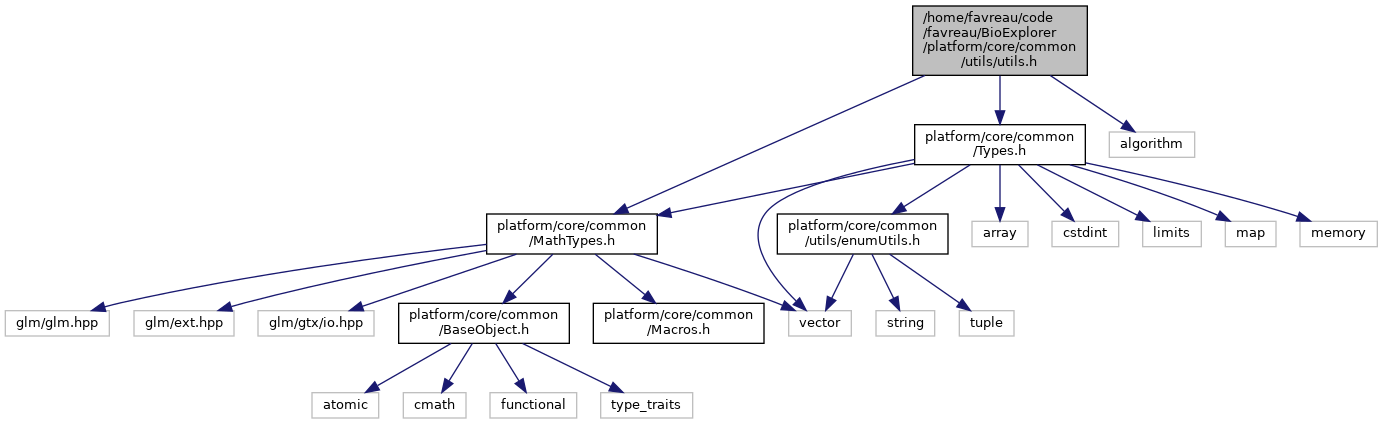 /home/favreau/code
/favreau/BioExplorer
/platform/core/common
/utils/utils.h
platform/core/common
/Types.h
algorithm
platform/core/common
/MathTypes.h
platform/core/common
/utils/enumUtils.h
array
cstdint
limits
map
memory
glm/glm.hpp
glm/ext.hpp
glm/gtx/io.hpp
platform/core/common
/BaseObject.h
platform/core/common
/Macros.h
vector
string
tuple
atomic
cmath
functional
type_traits